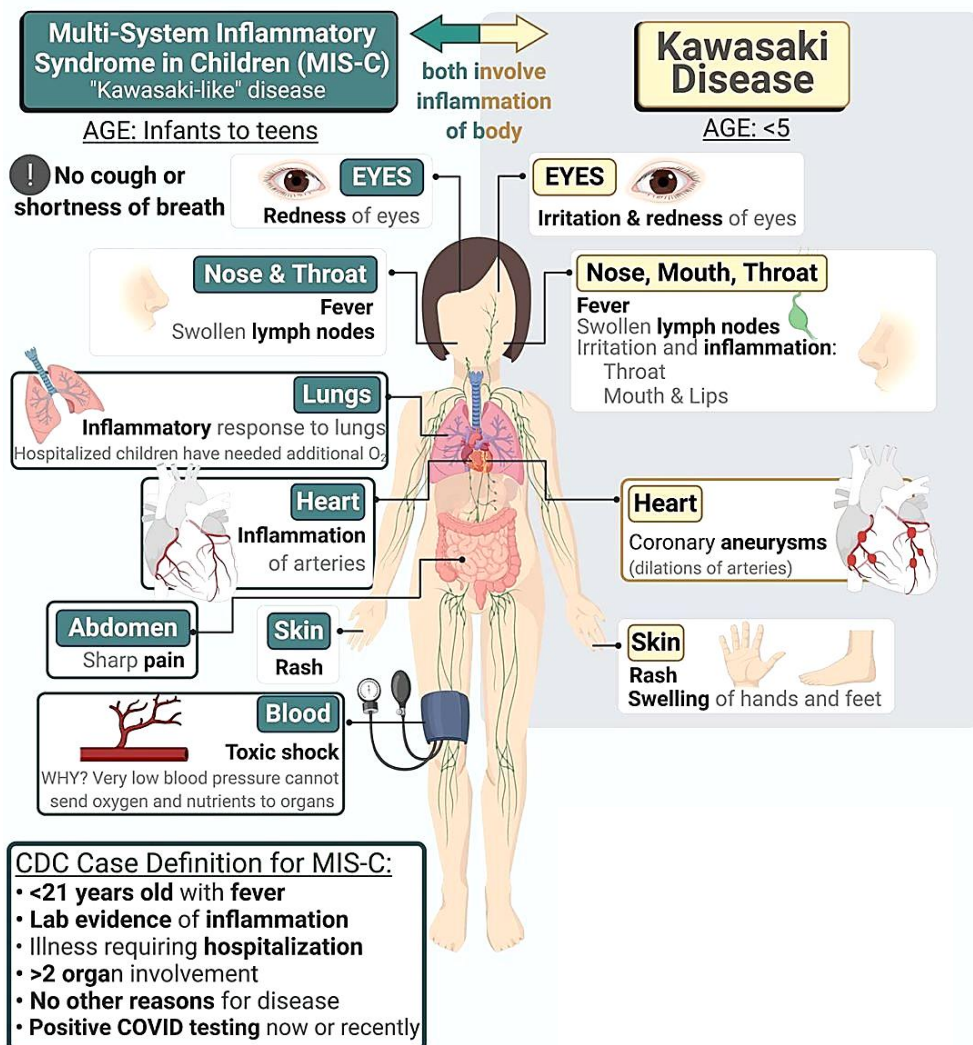 Multi-System Inflammatory
Syndrome in Children (MIS-C)
"Kawasaki-like" disease
AGE: Infants to teens
both involve
inflammation
of body
Kawasaki
Disease
AGE: <5
! No cough or
shortness of breath
EYES
Redness of eyes
EYES
Irritation & redness of eyes
Nose & Throat
Fever
Swollen lymph nodes
Nose, Mouth, Throat
Fever
Swollen lymph nodes
Irritation and inflammation:
Throat
Mouth & Lips
Lungs
Inflammatory response to lungs
Hospitalized children have needed additional O₂
Heart
Inflammation
of arteries
Heart
Coronary aneurysms
(dilations of arteries)
Abdomen
Sharp pain
Skin
Rash
Skin
Rash
Swelling of hands and feet
Blood
Toxic shock
WHY? Very low blood pressure cannot
send oxygen and nutrients to organs
CDC Case Definition for MIS-C:
• <21 years old with fever
• Lab evidence of inflammation
• Illness requiring hospitalization
• >2 organ involvement
• No other reasons for disease
• Positive COVID testing now or recently